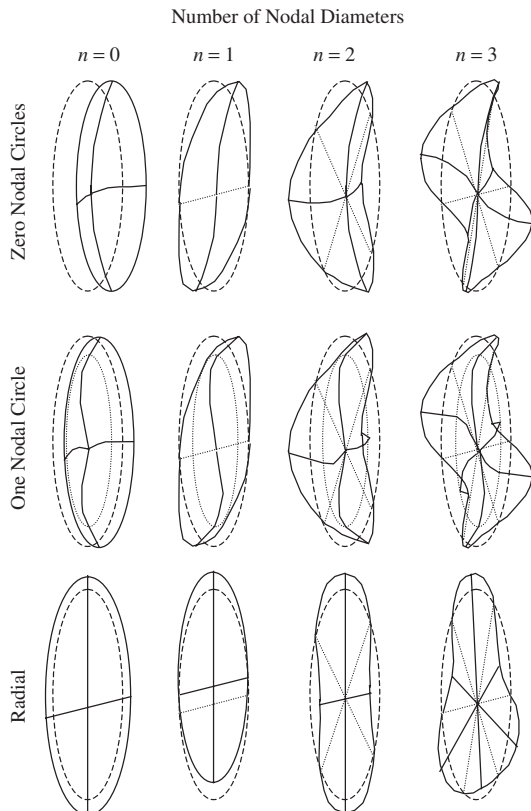 Number of Nodal Diameters
n = 0
n = 1
n = 2
n = 3
Zero Nodal Circles
One Nodal Circle
Radial